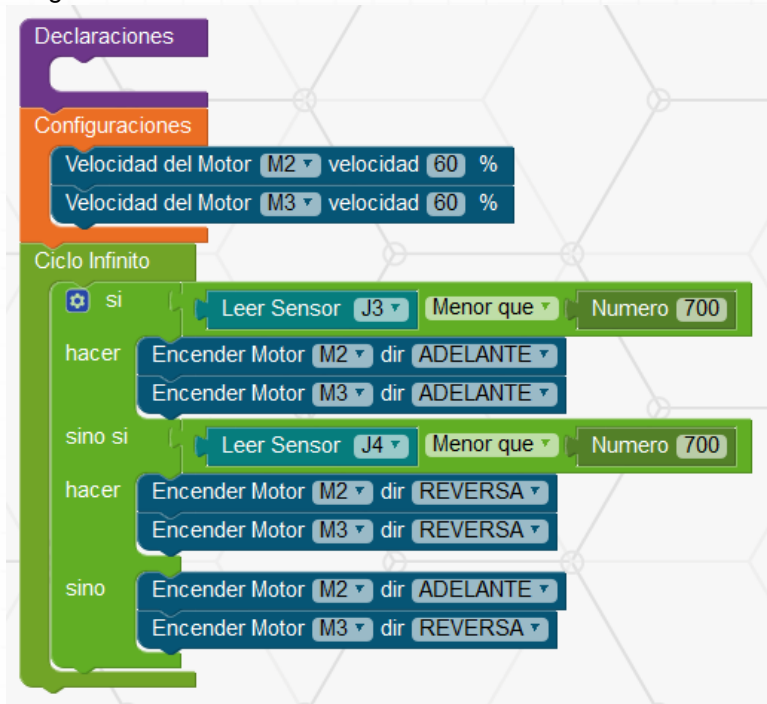 Declaraciones
Configuraciones
Velocidad del Motor M2 velocidad 60 %
Velocidad del Motor M3 velocidad 60 %
Ciclo Infinito
si Leer Sensor J3 Menor que Numero 700
hacer Encender Motor M2 dir ADELANTE
Encender Motor M3 dir ADELANTE
sino si Leer Sensor J4 Menor que Numero 700
hacer Encender Motor M2 dir REVERSA
Encender Motor M3 dir REVERSA
sino Encender Motor M2 dir ADELANTE
Encender Motor M3 dir REVERSA